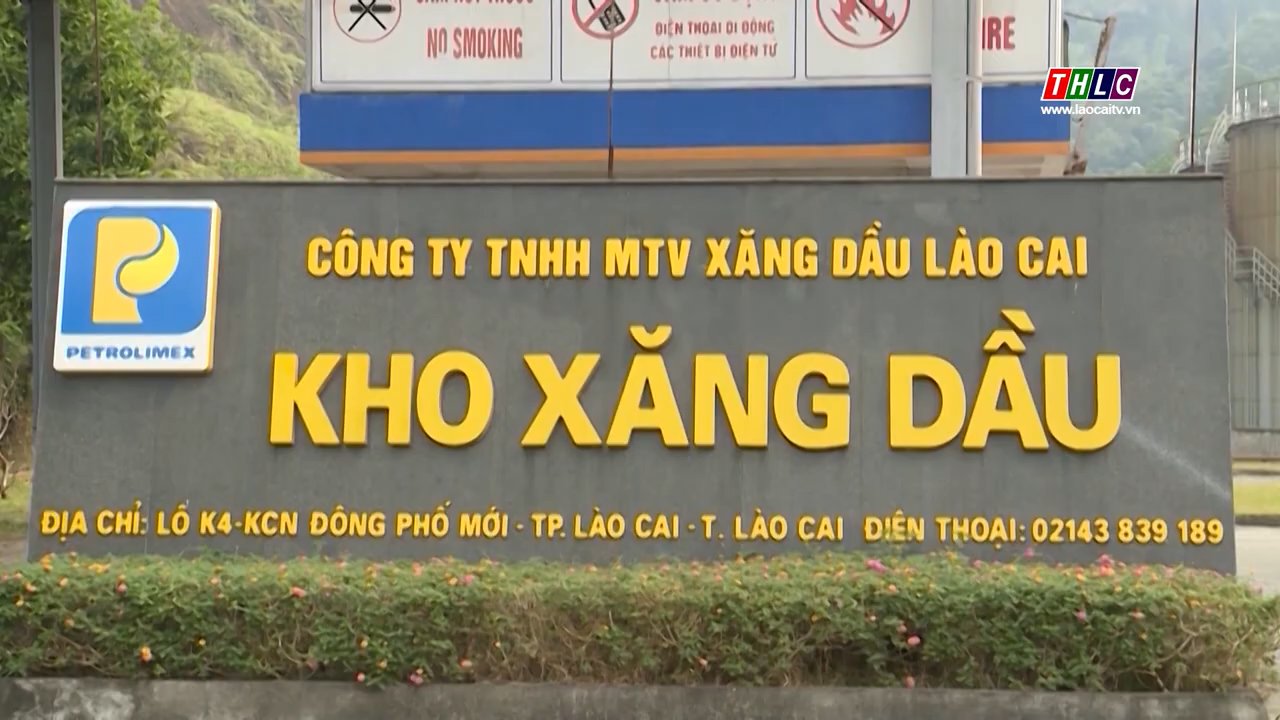 NO SMOKING
ĐIỆN THOẠI DI ĐỘNG
CÁC THIẾT BỊ ĐIỆN TỬ
THLC
www.laocaitv.vn
PETROLIMEX
CÔNG TY TNHH MTV XĂNG DẦU LÀO CAI
KHO XĂNG DẦU
ĐỊA CHỈ: LÔ K4-KCN ĐÔNG PHỐ MỚI - TP. LÀO CAI - T. LÀO CAI ĐIỆN THOẠI: 02143 839 189